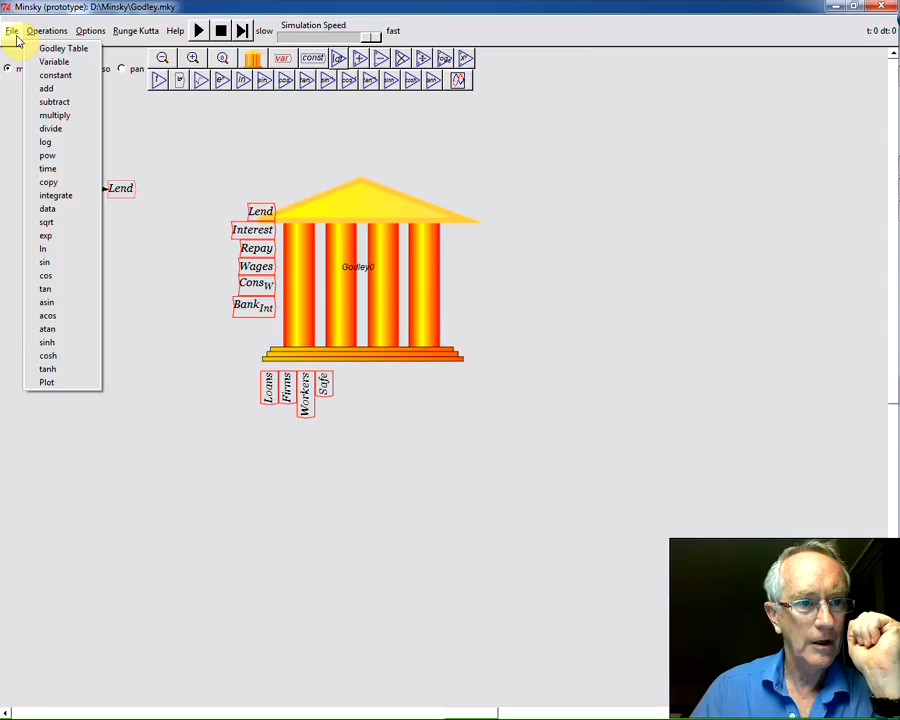 Minsky (prototype): D:\Minsky\Godley.mky
File Operations Options Runge Kutta Help slow Simulation Speed fast t: 0 dt: 0
Godley Table
Variable
constant
add
subtract
multiply
divide
log
pow
time
copy
integrate
data
sqrt
exp
ln
sin
cos
tan
asin
acos
atan
sinh
cosh
tanh
Plot
m so pan
var const
Lend
Lend
Interest
Repay
Wages
ConsW
BankInt
Godley0
Loans
Firms
Workers
Safe